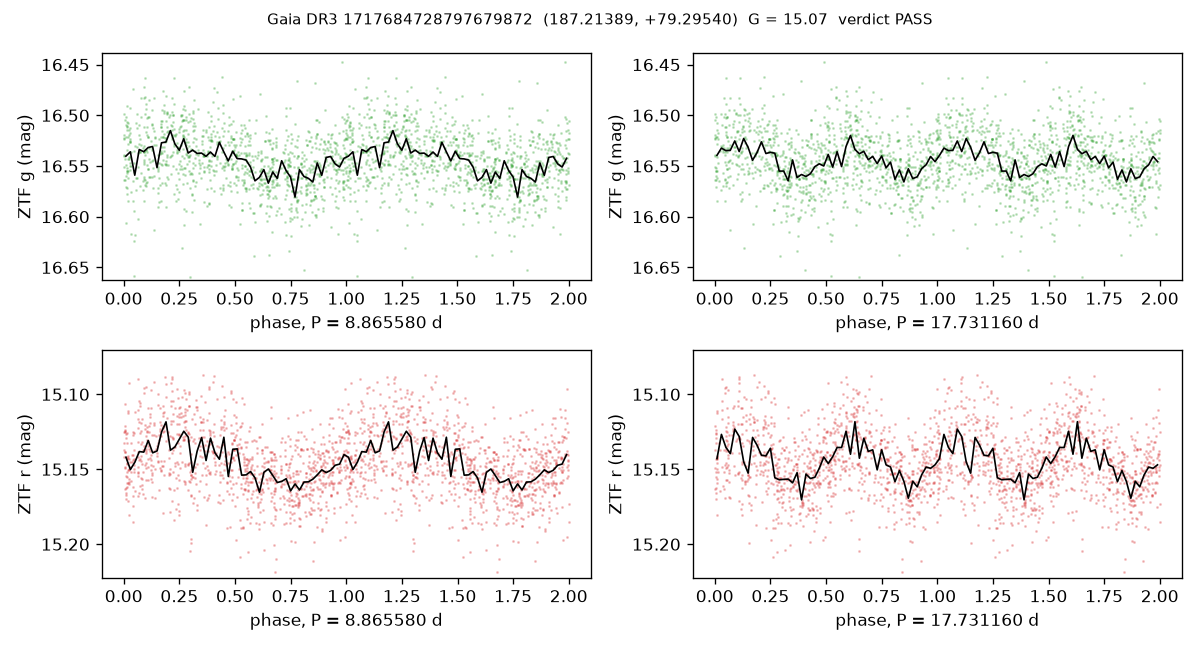 Gaia DR3 1717684728797679872 (187.21389, +79.29540) G = 15.07 verdict PASS
ZTF g (mag)
16.45
16.50
16.55
16.60
16.65
0.00 0.25 0.50 0.75 1.00 1.25 1.50 1.75 2.00
phase, P = 8.865580 d
ZTF g (mag)
16.45
16.50
16.55
16.60
16.65
0.00 0.25 0.50 0.75 1.00 1.25 1.50 1.75 2.00
phase, P = 17.731160 d
ZTF r (mag)
15.10
15.15
15.20
0.00 0.25 0.50 0.75 1.00 1.25 1.50 1.75 2.00
phase, P = 8.865580 d
ZTF r (mag)
15.10
15.15
15.20
0.00 0.25 0.50 0.75 1.00 1.25 1.50 1.75 2.00
phase, P = 17.731160 d